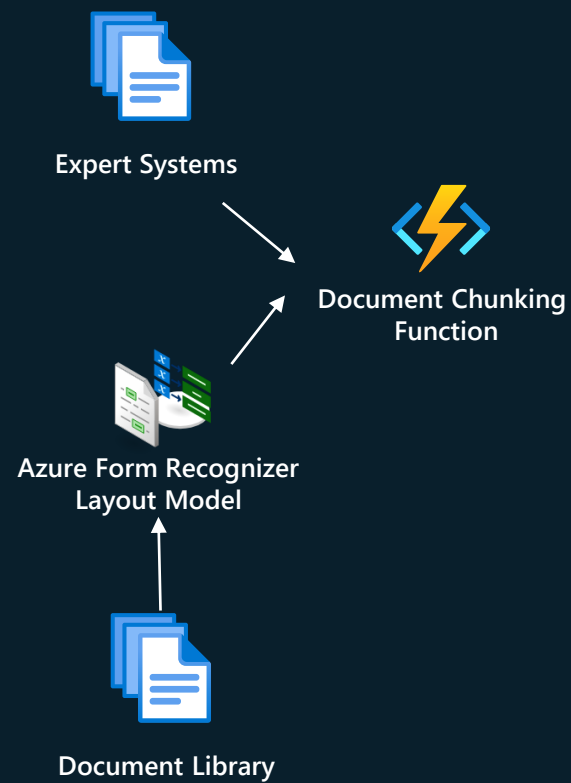 Expert Systems
Document Chunking
Function
X
X
X
Azure Form Recognizer
Layout Model
Document Library